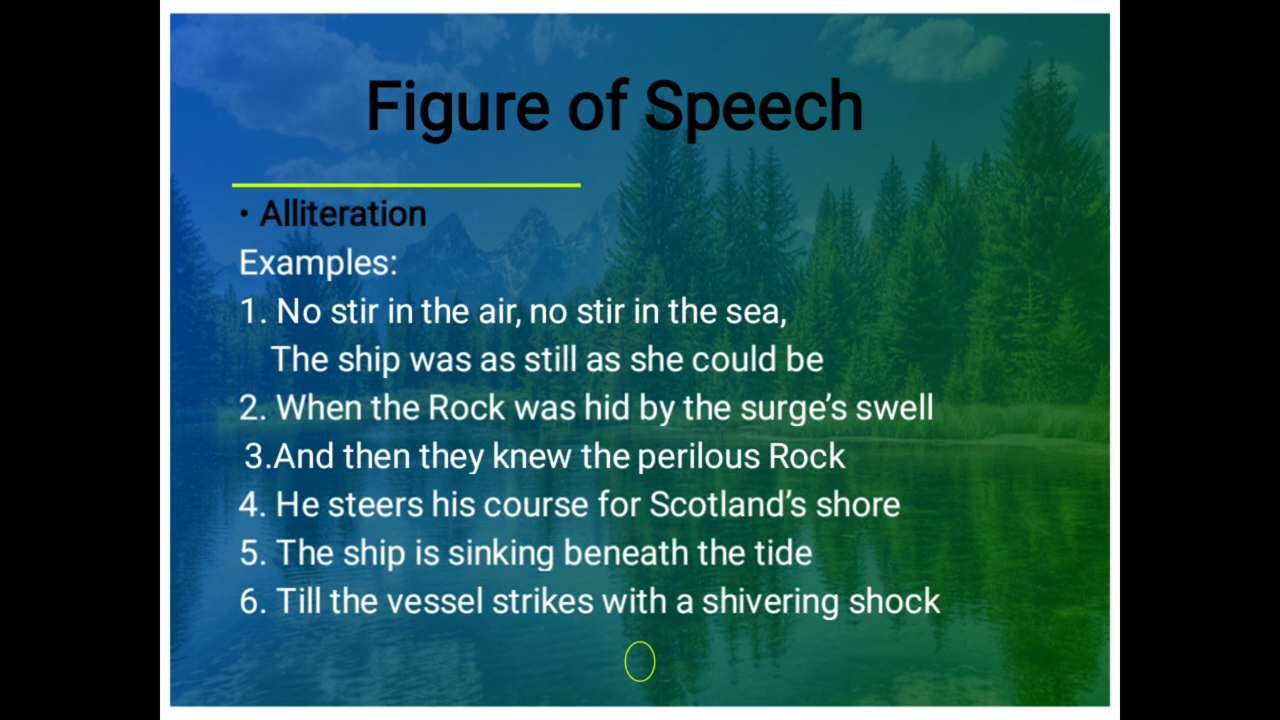 Figure of Speech
• Alliteration
Examples:
1. No stir in the air, no stir in the sea,
The ship was as still as she could be
2. When the Rock was hid by the surge’s swell
3.And then they knew the perilous Rock
4. He steers his course for Scotland’s shore
5. The ship is sinking beneath the tide
6. Till the vessel strikes with a shivering shock